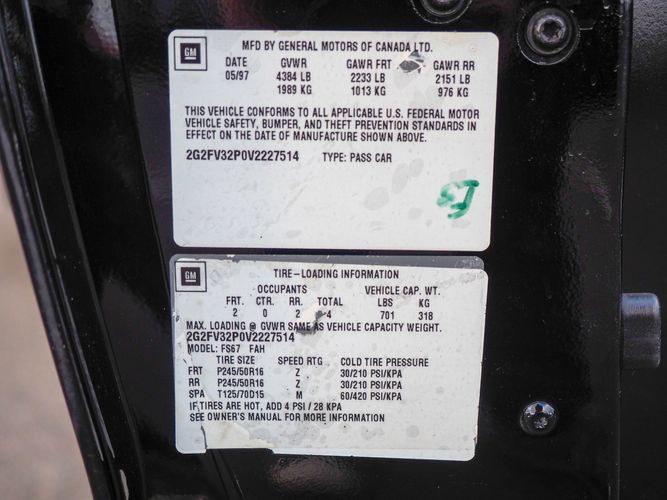 GM MFD BY GENERAL MOTORS OF CANADA LTD.
DATE GVWR GAWR FRT GAWR RR
05/97 4384 LB 2233 LB 2151 LB
1989 KG 1013 KG 976 KG
THIS VEHICLE CONFORMS TO ALL APPLICABLE U.S. FEDERAL MOTOR
VEHICLE SAFETY, BUMPER, AND THEFT PREVENTION STANDARDS IN
EFFECT ON THE DATE OF MANUFACTURE SHOWN ABOVE.
2G2FV32P0V2227514 TYPE: PASS CAR
GM TIRE-LOADING INFORMATION
OCCUPANTS VEHICLE CAP. WT.
FRT. CTR. RR. TOTAL LBS KG
2 0 2 4 701 318
MAX. LOADING @ GVWR SAME AS VEHICLE CAPACITY WEIGHT.
2G2FV32P0V2227514
MODEL: FS67 FAH
TIRE SIZE SPEED RTG COLD TIRE PRESSURE
FRT P245/50R16 Z 30/210 PSI/KPA
RR P245/50R16 Z 30/210 PSI/KPA
SPA T125/70D15 M 60/420 PSI/KPA
IF TIRES ARE HOT, ADD 4 PSI / 28 KPA
SEE OWNER'S MANUAL FOR MORE INFORMATION